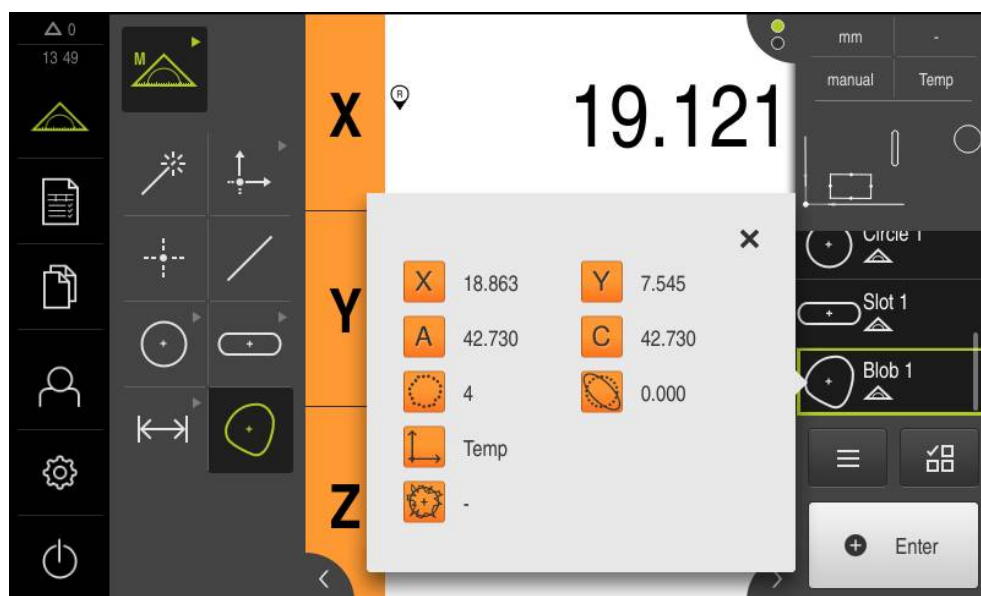 0
13 49
M
X
R
19.121
mm
-
manual
Temp
Circle 1
Y
X 18.863
Y 7.545
A 42.730
C 42.730
4
0.000
Temp
-
Slot 1
Blob 1
Z
Enter